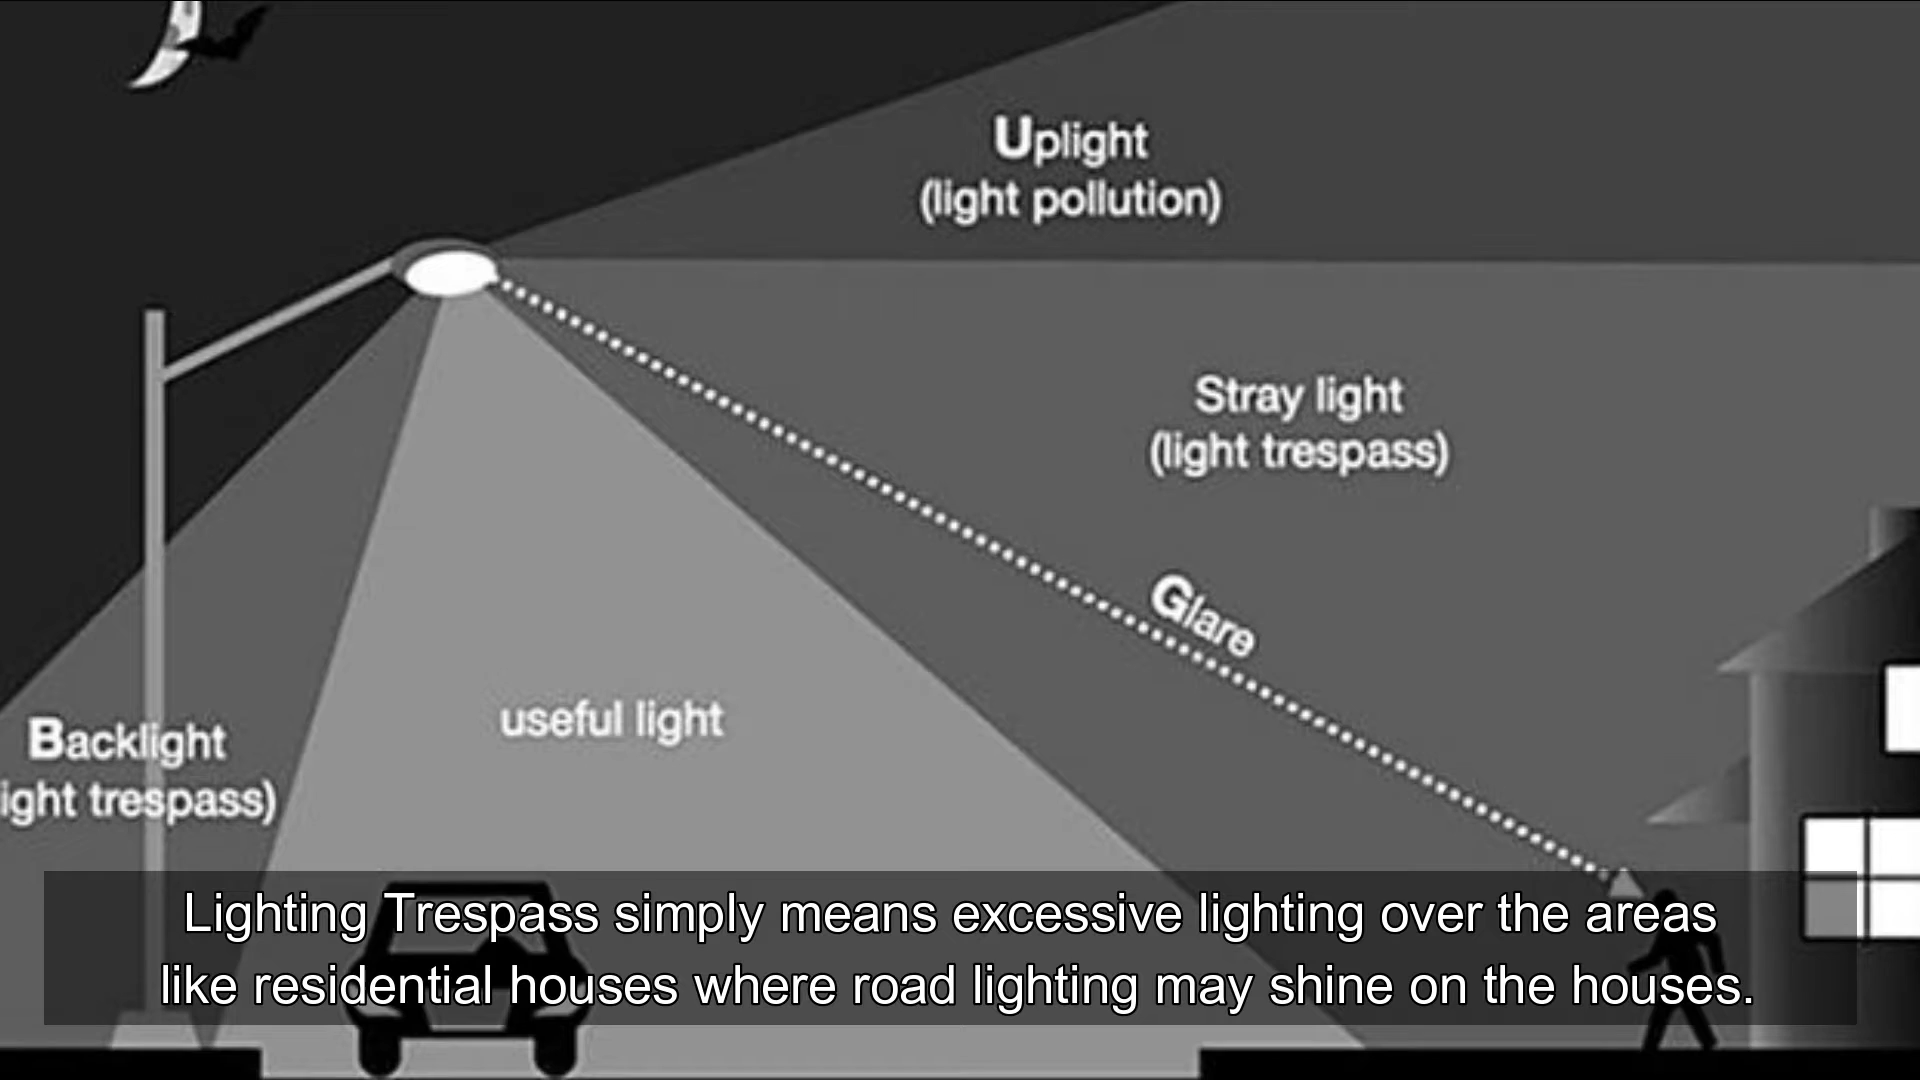 Uplight
(light pollution)
Stray light
(light trespass)
Glare
useful light
Backlight
ight trespass)
Lighting Trespass simply means excessive lighting over the areas
like residential houses where road lighting may shine on the houses.